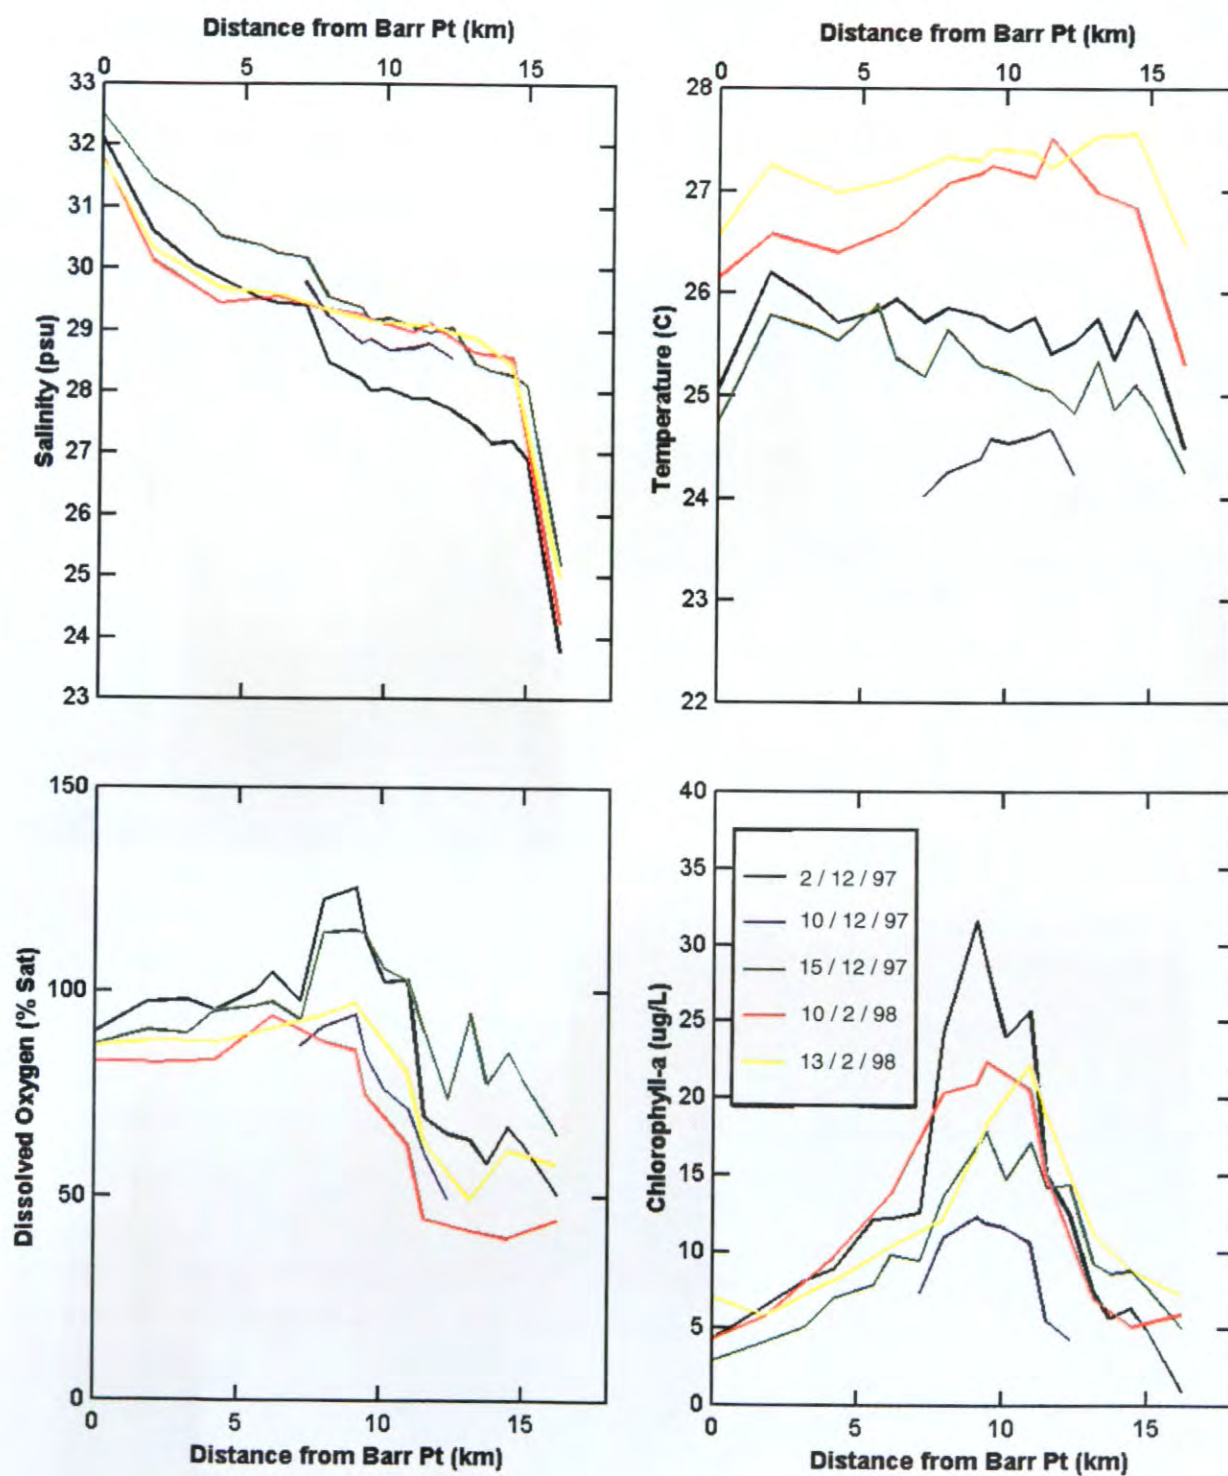 Distance from Barr Pt (km)
0 5 10 15
33
32
31
30
29
28
27
26
25
24
23
Salinity (psu)
Distance from Barr Pt (km)
0 5 10 15
28
27
26
25
24
23
22
Temperature (C)
150
100
50
0
Dissolved Oxygen (% Sat)
0 5 10 15
Distance from Barr Pt (km)
40
35
30
25
20
15
10
5
0
Chlorophyll-a (ug/L)
2 / 12 / 97
10 / 12 / 97
15 / 12 / 97
10 / 2 / 98
13 / 2 / 98
0 5 10 15
Distance from Barr Pt (km)